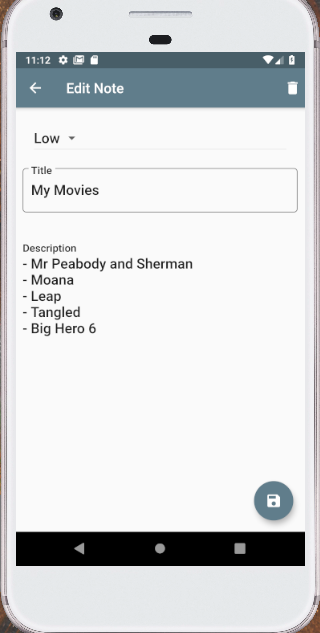 11:12
Edit Note
Low
Title
My Movies
Description
- Mr Peabody and Sherman
- Moana
- Leap
- Tangled
- Big Hero 6